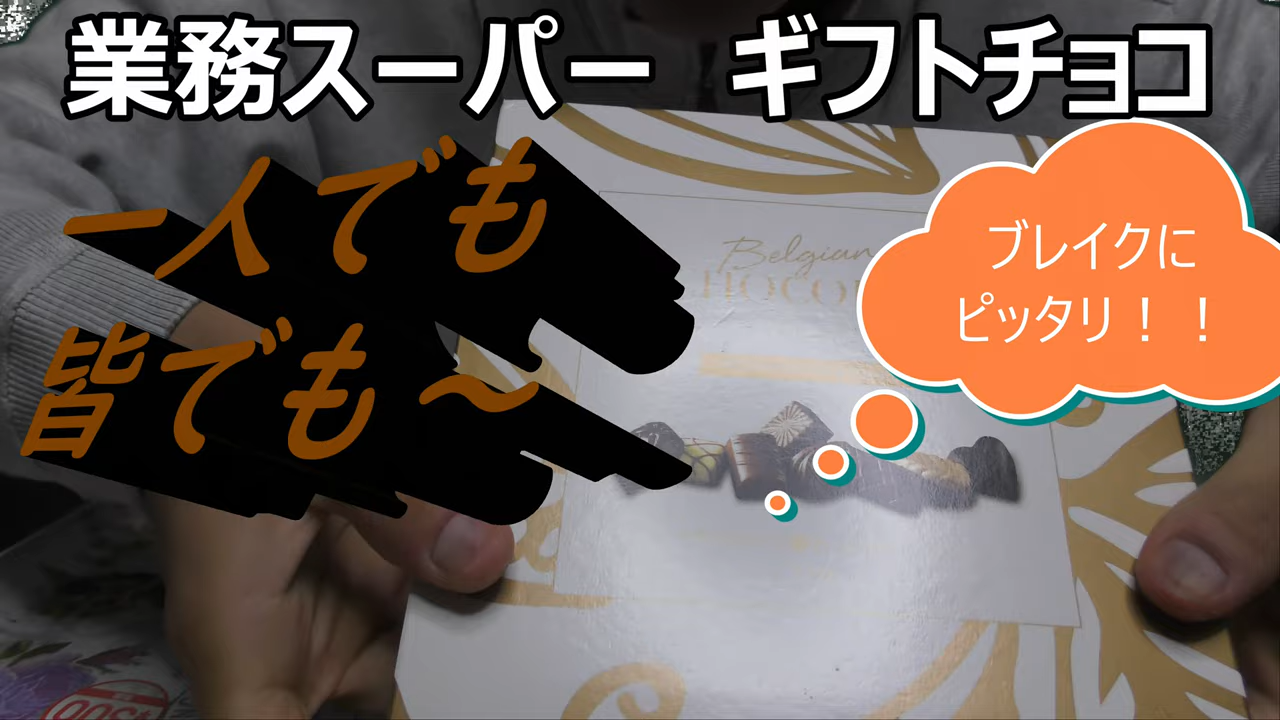 業務スーパー ギフトチョコ
一人でも
皆でも~
ブレイクに
ピッタリ!!
Belgian